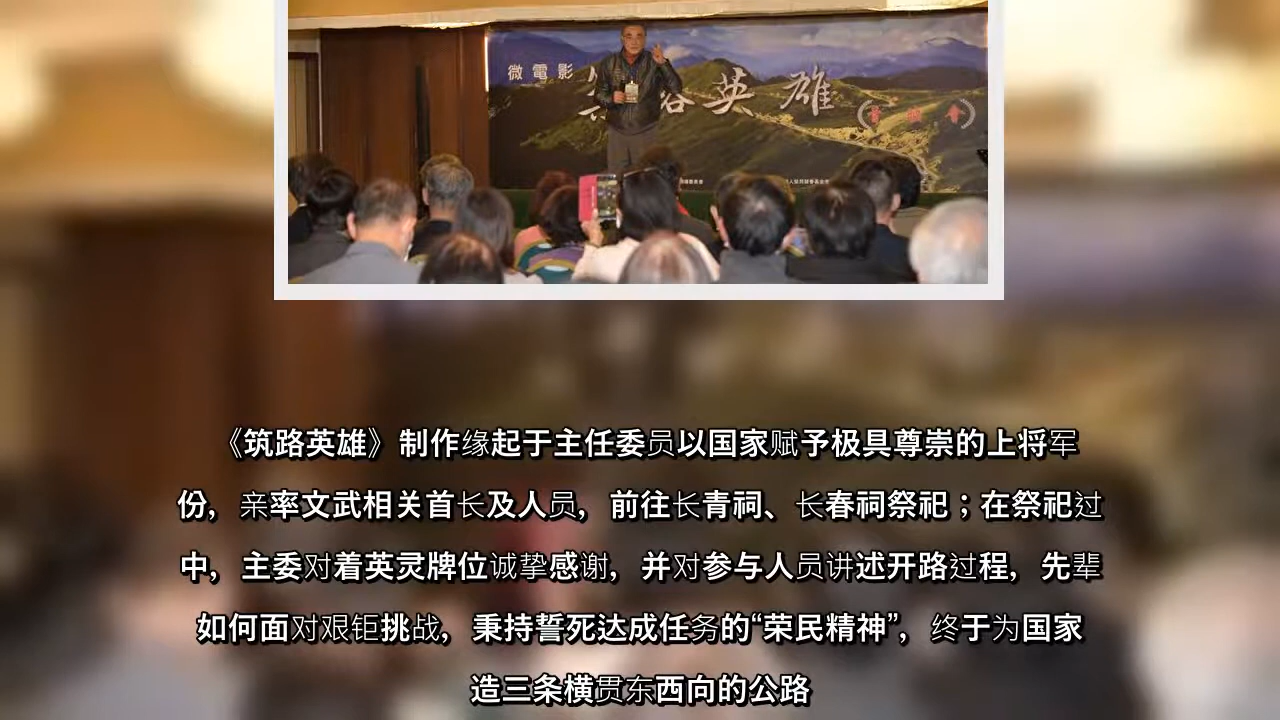 微電影
路英雄
首映會
《筑路英雄》制作缘起于主任委员以国家赋予极具尊崇的上将军
份，亲率文武相关首长及人员，前往长青祠、长春祠祭祀；在祭祀过
中，主委对着英灵牌位诚挚感谢，并对参与人员讲述开路过程，先辈
如何面对艰钜挑战，秉持誓死达成任务的“荣民精神”，终于为国家
造三条横贯东西向的公路